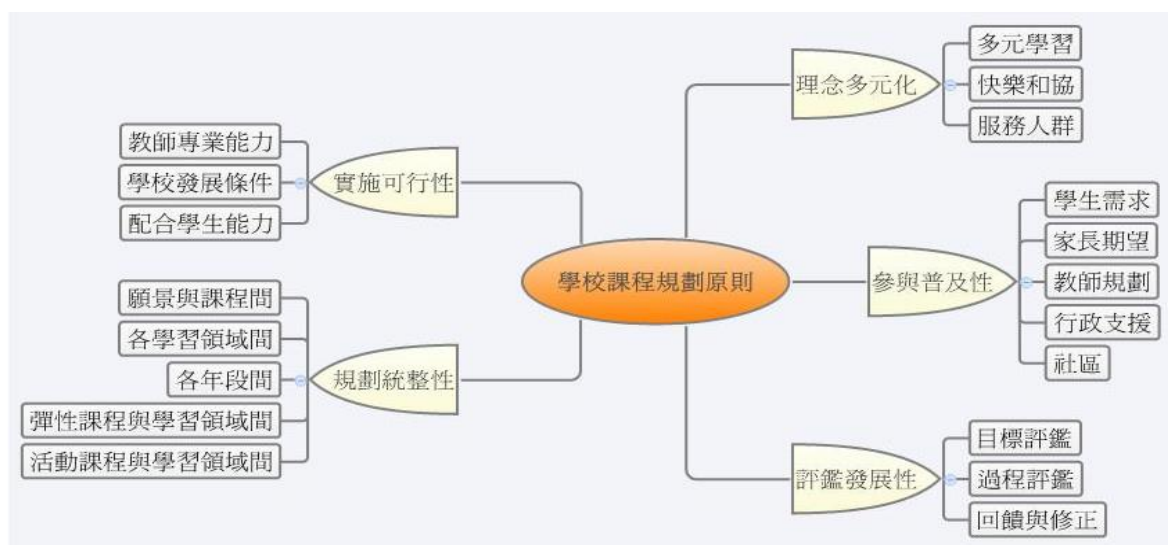 學校課程規劃原則
理念多元化
多元學習
快樂和協
服務人群
參與普及性
學生需求
家長期望
教師規劃
行政支援
社區
評鑑發展性
目標評鑑
過程評鑑
回饋與修正
實施可行性
教師專業能力
學校發展條件
配合學生能力
規劃統整性
願景與課程間
各學習領域間
各年段間
彈性課程與學習領域間
活動課程與學習領域間